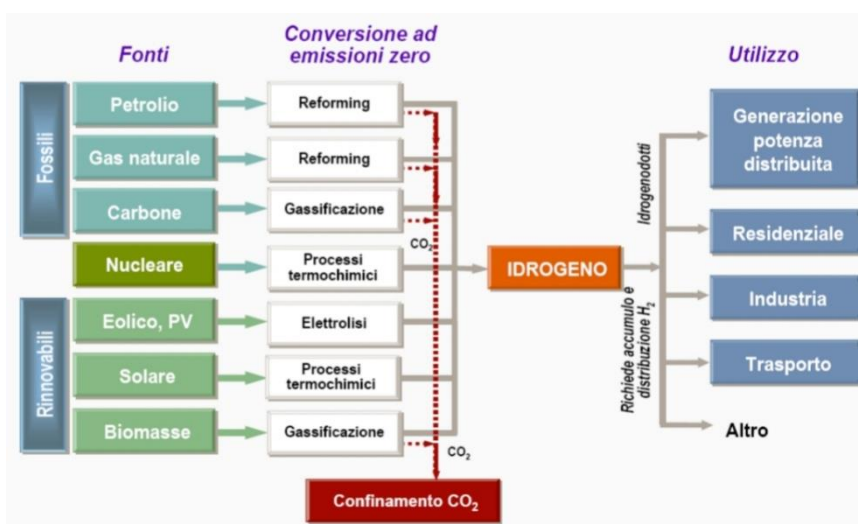 Fonti
Conversione ad
emissioni zero
Utilizzo
Fossili
Petrolio
Reforming
Gas naturale
Reforming
Carbone
Gassificazione
CO2
Nucleare
Processi
termochimici
Rinnovabili
Eolico, PV
Elettrolisi
Solare
Processi
termochimici
Biomasse
Gassificazione
CO2
Confinamento CO2
IDROGENO
Idrogenodotti
Richiede accumulo e
distribuzione H2
Generazione
potenza
distribuita
Residenziale
Industria
Trasporto
Altro